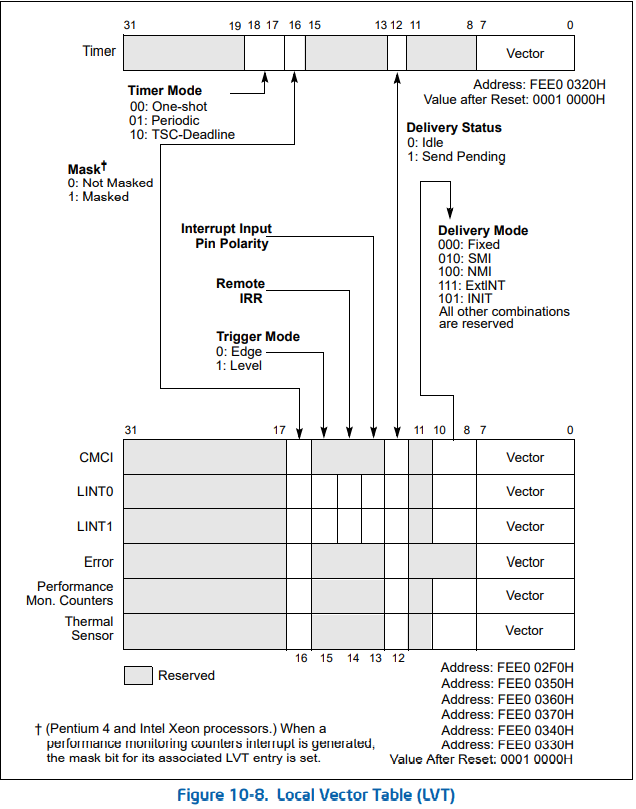 31 19 18 17 16 15 13 12 11 8 7 0
Timer Vector
Address: FEE0 0320H
Value after Reset: 0001 0000H
Timer Mode
00: One-shot
01: Periodic
10: TSC-Deadline
Delivery Status
0: Idle
1: Send Pending
Mask†
0: Not Masked
1: Masked
Interrupt Input
Pin Polarity
Delivery Mode
000: Fixed
010: SMI
100: NMI
111: ExtINT
101: INIT
All other combinations
are reserved
Remote
IRR
Trigger Mode
0: Edge
1: Level
31 17 11 10 8 7 0
CMCI Vector
LINT0 Vector
LINT1 Vector
Error Vector
Performance
Mon. Counters Vector
Thermal
Sensor Vector
16 15 14 13 12
Reserved
Address: FEE0 02F0H
Address: FEE0 0350H
Address: FEE0 0360H
Address: FEE0 0370H
Address: FEE0 0340H
Address: FEE0 0330H
Value After Reset: 0001 0000H
† (Pentium 4 and Intel Xeon processors.) When a
performance monitoring counters interrupt is generated,
the mask bit for its associated LVT entry is set.
Figure 10-8. Local Vector Table (LVT)